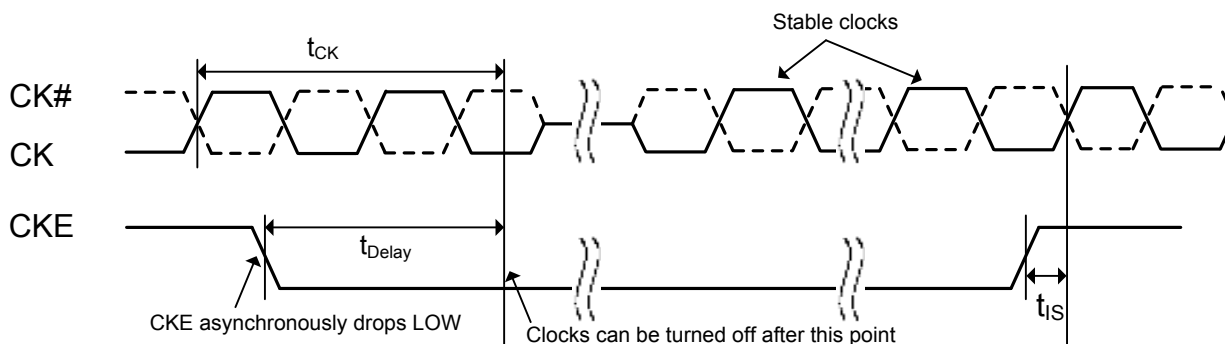 Stable clocks
tCK
CK#
CK
CKE
tDelay
tIS
CKE asynchronously drops LOW
Clocks can be turned off after this point